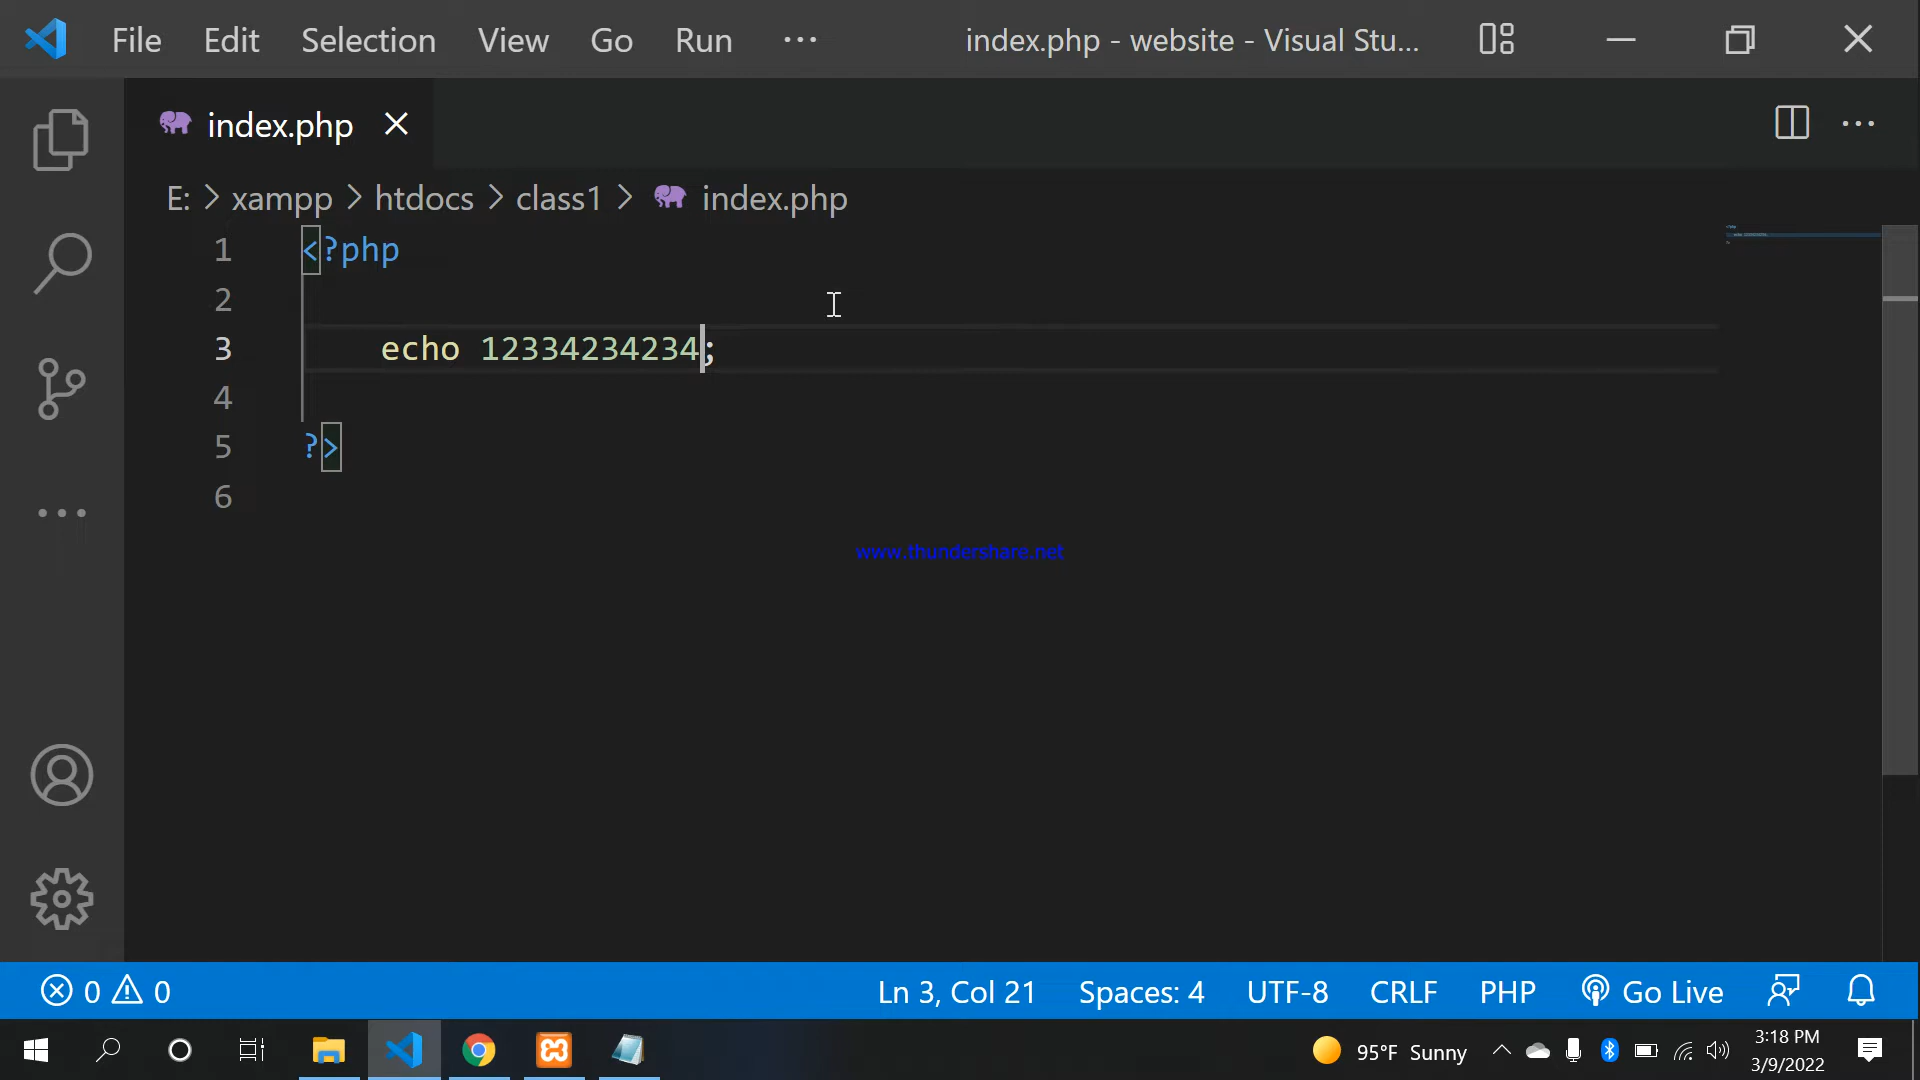 File Edit Selection View Go Run ··· index.php - website - Visual Stu...
index.php
E: > xampp > htdocs > class1 > index.php
1 <?php
2
3 echo 12334234234;
4
5 ?>
6
www.thundershare.net
0 0 Ln 3, Col 21 Spaces: 4 UTF-8 CRLF PHP Go Live
95°F Sunny 3:18 PM
3/9/2022